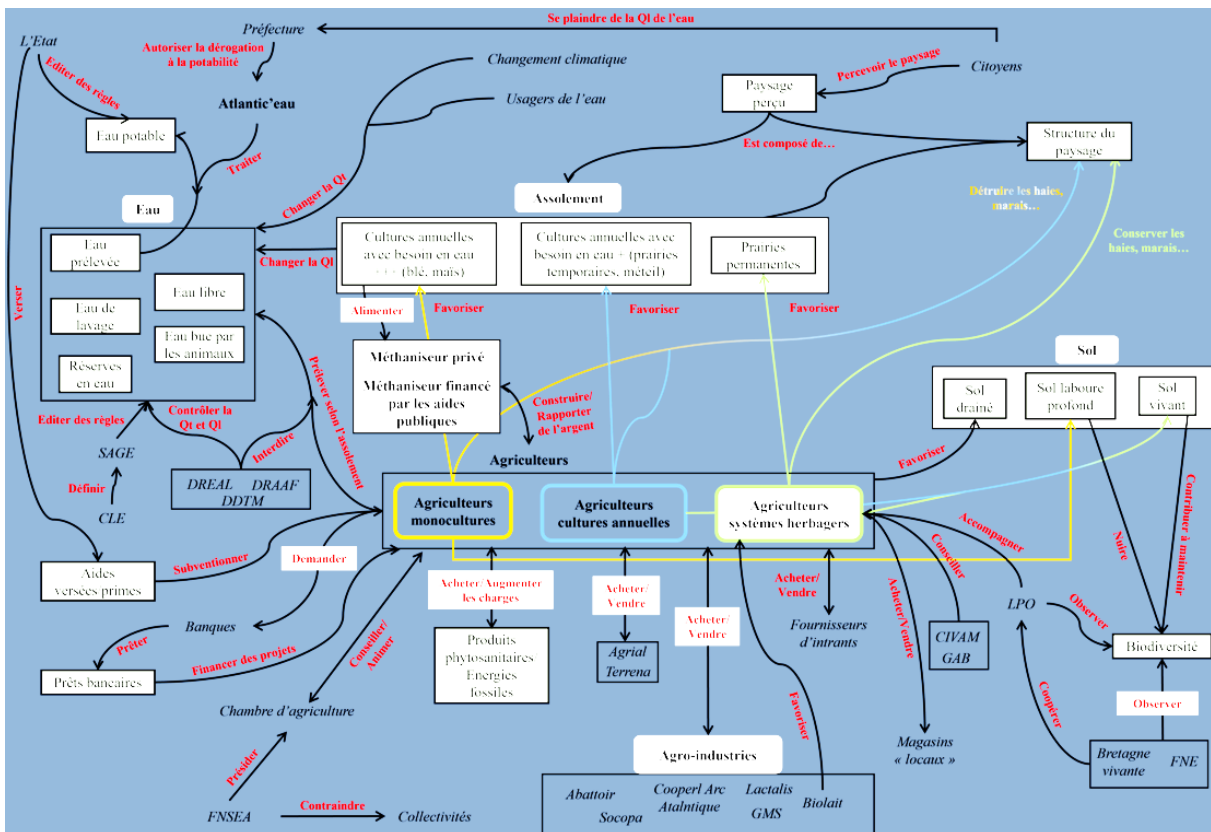 Se plaindre de la Ql de l'eau
L'Etat
Préfecture
Autoriser la dérogation
à la potabilité
Editer des règles
Changement climatique
Percevoir le paysage
Citoyens
Paysage
perçu
Usagers de l'eau
Atlantic'eau
Eau potable
Est composé de…
Structure du
paysage
Traiter
Changer la Qt
Assolement
Détruire les haies,
marais…
Eau
Eau
prélevée
Changer la Ql
Cultures annuelles
avec besoin en eau
+++ (blé, maïs)
Cultures annuelles avec
besoin en eau + (prairies
temporaires, méteil)
Prairies
permanentes
Conserver les
haies, marais…
Eau libre
Verser
Alimenter
Favoriser
Favoriser
Favoriser
Eau de
lavage
Eau bue par
les animaux
Réserves
en eau
Méthaniseur privé
Méthaniseur financé
par les aides
publiques
Sol
Sol
drainé
Sol labouré
profond
Sol
vivant
Prélever selon l'assolement
Construire/
Rapporter
de l'argent
Editer des règles
Contrôler la
Qt et Ql
SAGE
Interdire
Agriculteurs
Favoriser
Définir
DREAL
DRAAF
DDTM
CLE
Agriculteurs
monocultures
Agriculteurs
cultures annuelles
Agriculteurs
systèmes herbagers
Nuire
Contribuer à maintenir
Accompagner
Conseiller
Subventionner
Demander
Aides
versées primes
Acheter/Augmenter
les charges
Acheter/
Vendre
Acheter/
Vendre
Acheter/
Vendre
Acheter/Vendre
LPO
Observer
Banques
Prêter
Conseiller/
Animer
Produits
phytosanitaires
Energies
fossiles
Agrial
Terrena
Fournisseurs
d'intrants
CIVAM
GAB
Biodiversité
Financer des projets
Prêts bancaires
Chambre d'agriculture
Favoriser
Coopérer
Observer
Magasins
« locaux »
Bretagne
vivante
FNE
Agro-industries
Présider
Abattoir
Socopa
Cooperl Arc
Atalntique
Lactalis
GMS
Biolait
FNSEA
Contraindre
Collectivités